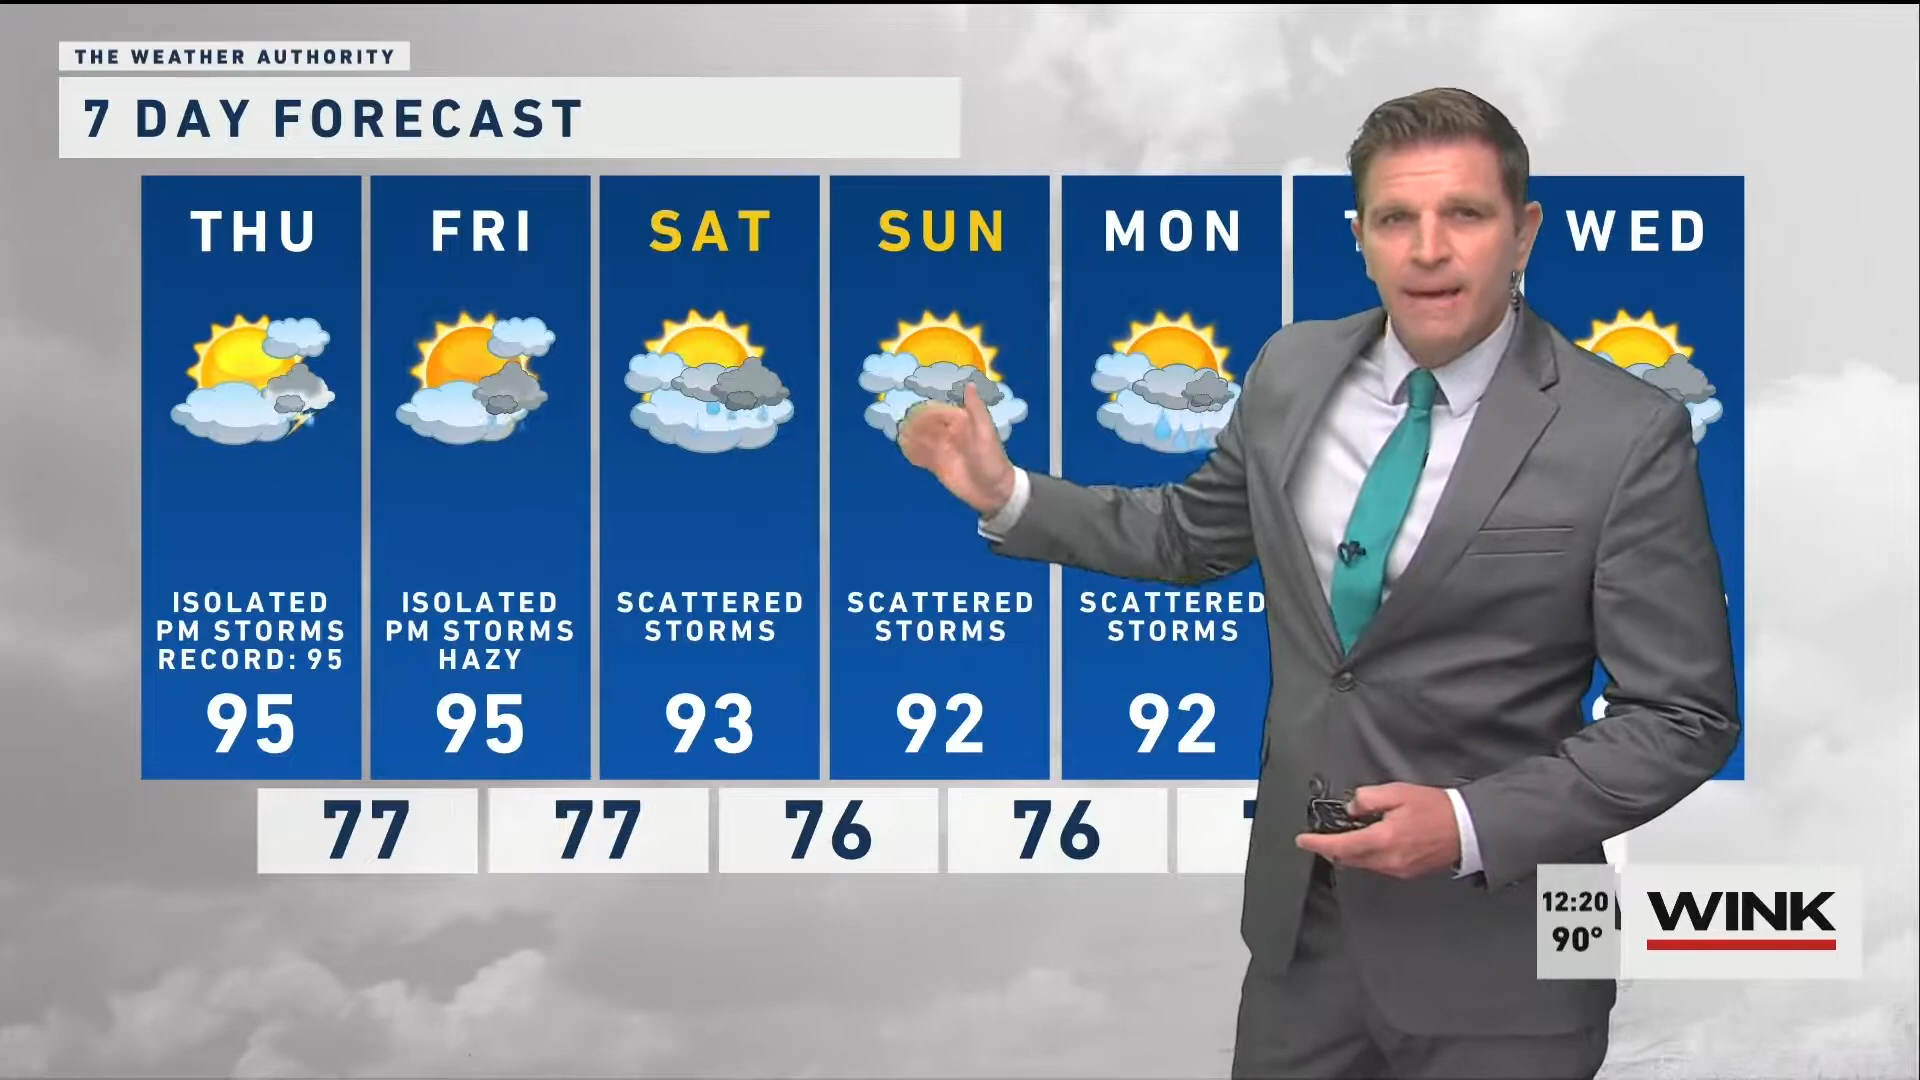 THE WEATHER AUTHORITY
7 DAY FORECAST
THU
FRI
SAT
SUN
MON
WED
ISOLATED
PM STORMS
RECORD: 95
95
ISOLATED
PM STORMS
HAZY
95
SCATTERED
STORMS
93
SCATTERED
STORMS
92
SCATTERED
STORMS
92
77
77
76
76
12:20
90°
WINK